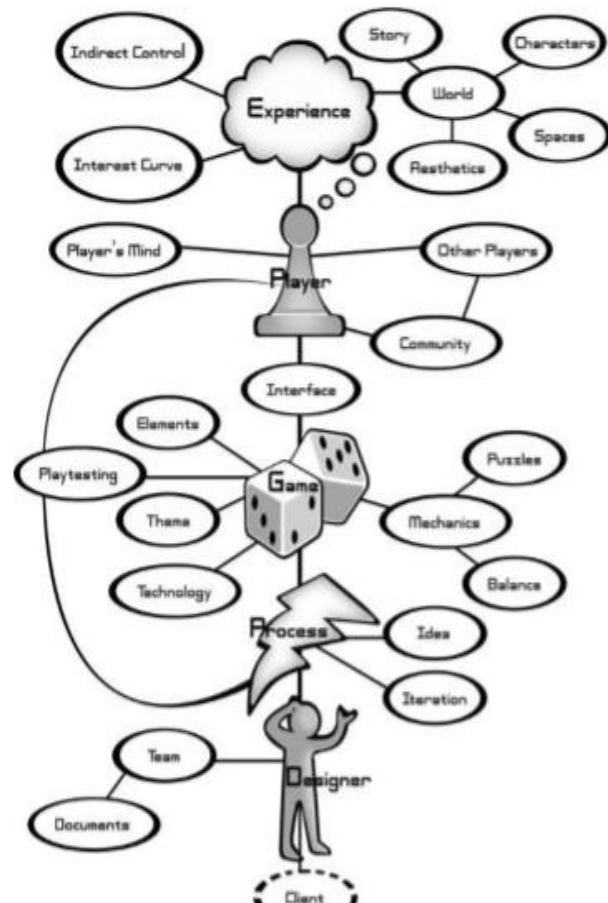 Story
Characters
Indirect Control
World
Experience
Spaces
Interest Curve
Aesthetics
Player's Mind
Other Players
Player
Community
Interface
Elements
Puzzles
Playtesting
Game
Theme
Mechanics
Technology
Balance
Process
Idea
Iteration
Team
Designer
Documents
Client